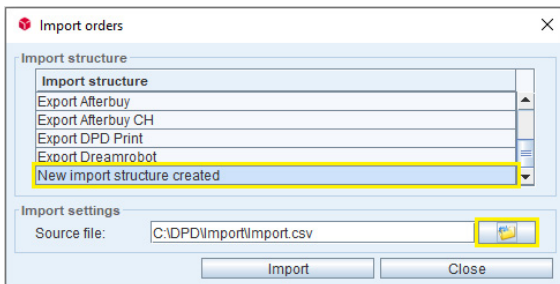 Import orders
Import structure
Import structure
Export Afterbuy
Export Afterbuy CH
Export DPD Print
Export Dreamrobot
New import structure created
Import settings
Source file: C:\DPD\Import\Import.csv
Import Close